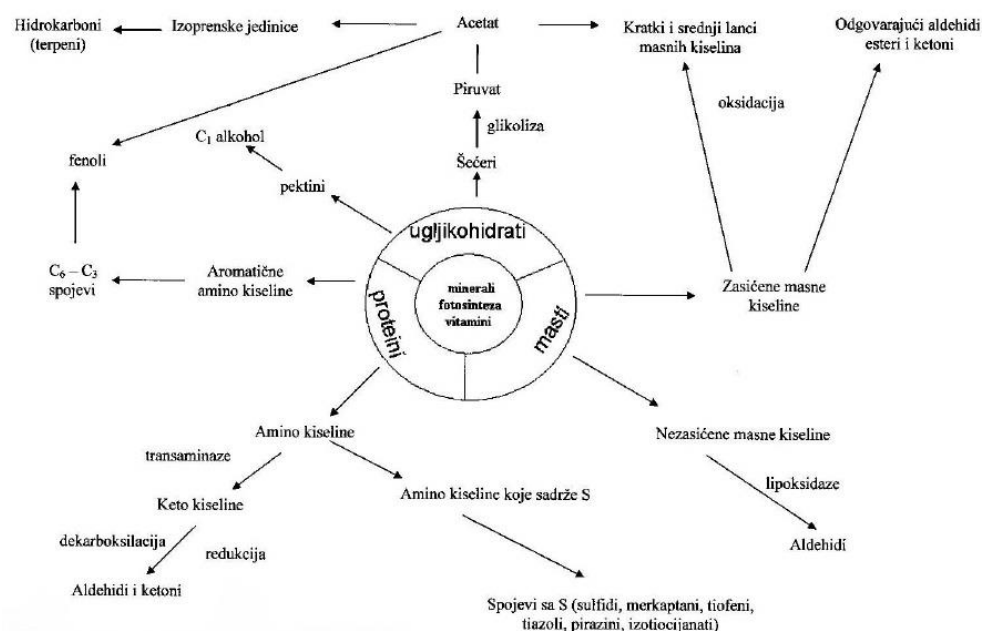 Hidrokarboni
(terpeni)
Izoprenske jedinice
Acetat
Kratki i srednji lanci
masnih kiselina
Odgovarajući aldehidi
esteri i ketoni
Piruvat
oksidacija
glikoliza
C₁ alkohol
fenoli
Šećeri
pektini
ugljikohidrati
C₆ – C₃
spojevi
Aromatične
amino kiseline
proteini
minerali
fotosinteza
vitamini
masti
Zasićene masne
kiseline
Amino kiseline
Nezasićene masne kiseline
transaminaze
lipoksidaze
Keto kiseline
Amino kiseline koje sadrže S
dekarboksilacija
redukcija
Aldehidi
Aldehidi i ketoni
Spojevi sa S (sulfidi, merkaptani, tiofeni,
tiazoli, pirazini, izotiocijanati)